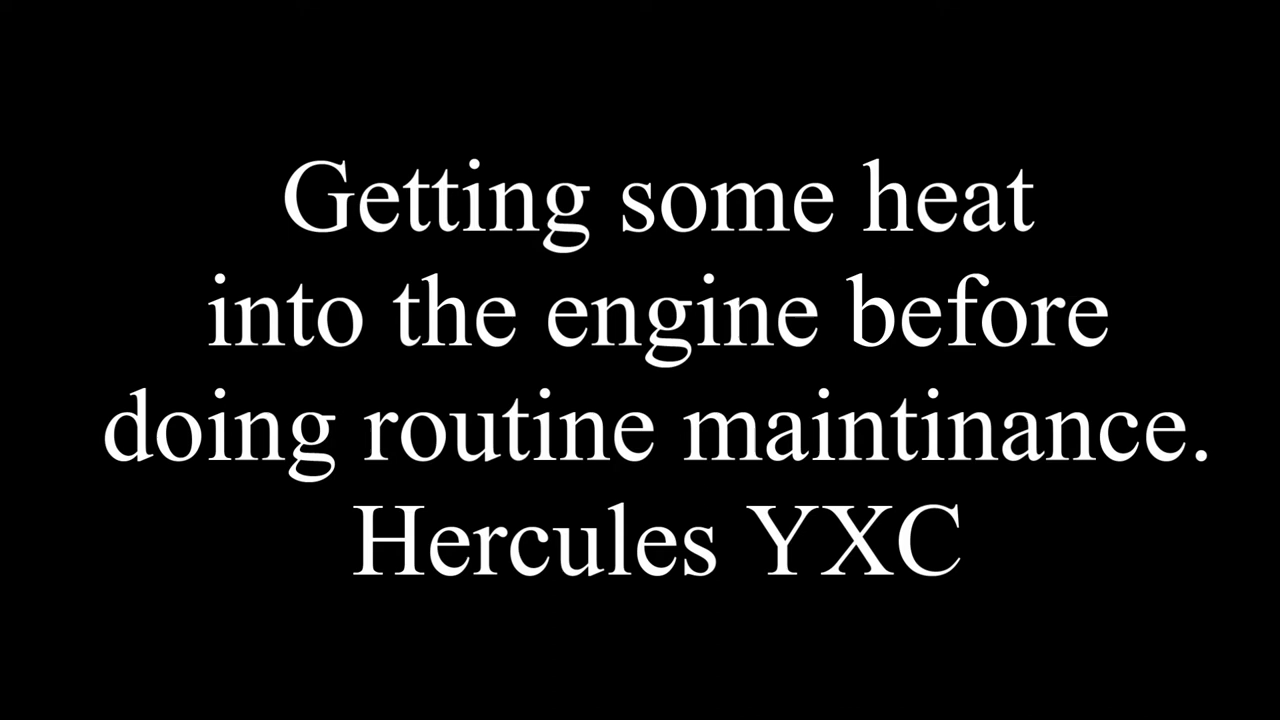 Getting some heat
into the engine before
doing routine maintinance.
Hercules YXC